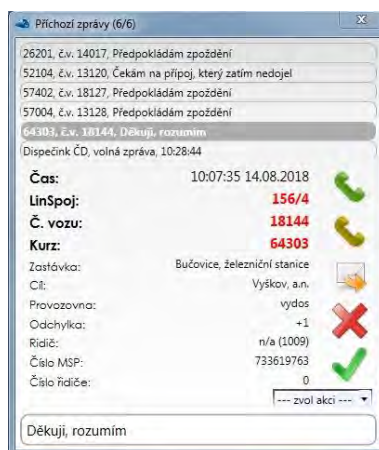 Příchozí zprávy (6/6)
26201, č.v. 14017, Předpokládám zpoždění
52104, č.v. 13120, Čekám na přípoj, který zatím nedojel
57402, č.v. 18127, Předpokládám zpoždění
57004, č.v. 13128, Předpokládám zpoždění
64303, č.v. 18144, Děkuji, rozumím
Dispečink ČD, volná zpráva, 10:28:44
Čas: 10:07:35 14.08.2018
LinSpoj: 156/4
Č. vozu: 18144
Kurz: 64303
Zastávka: Bučovice, železniční stanice
Cíl: Vyškov, a.n.
Provozovna: vydos
Odchylka: +1
Řidič: n/a (1009)
Číslo MSP: 733619763
Číslo řidiče: 0
--- zvol akci ---
Děkuji, rozumím